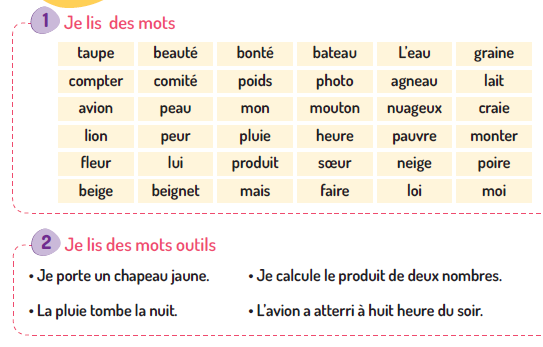 1 Je lis des mots
taupe beauté bonté bateau L'eau graine
compter comité poids photo agneau lait
avion peau mon mouton nuageux craie
lion peur pluie heure pauvre monter
fleur lui produit sœur neige poire
beige beignet mais faire loi moi
2 Je lis des mots outils
• Je porte un chapeau jaune. • Je calcule le produit de deux nombres.
• La pluie tombe la nuit. • L'avion a atterri à huit heure du soir.